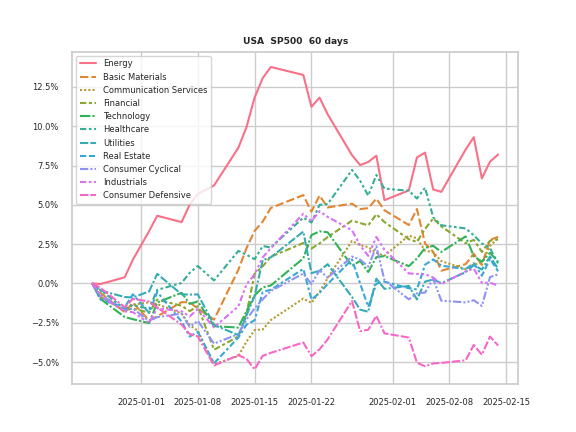 USA  SP500  60 days
Energy
Basic Materials
Communication Services
Financial
Technology
Healthcare
Utilities
Real Estate
Consumer Cyclical
Industrials
Consumer Defensive
12.5%
10.0%
7.5%
5.0%
2.5%
0.0%
−2.5%
−5.0%
2025-01-01 2025-01-08 2025-01-15 2025-01-22 2025-02-01 2025-02-08 2025-02-15